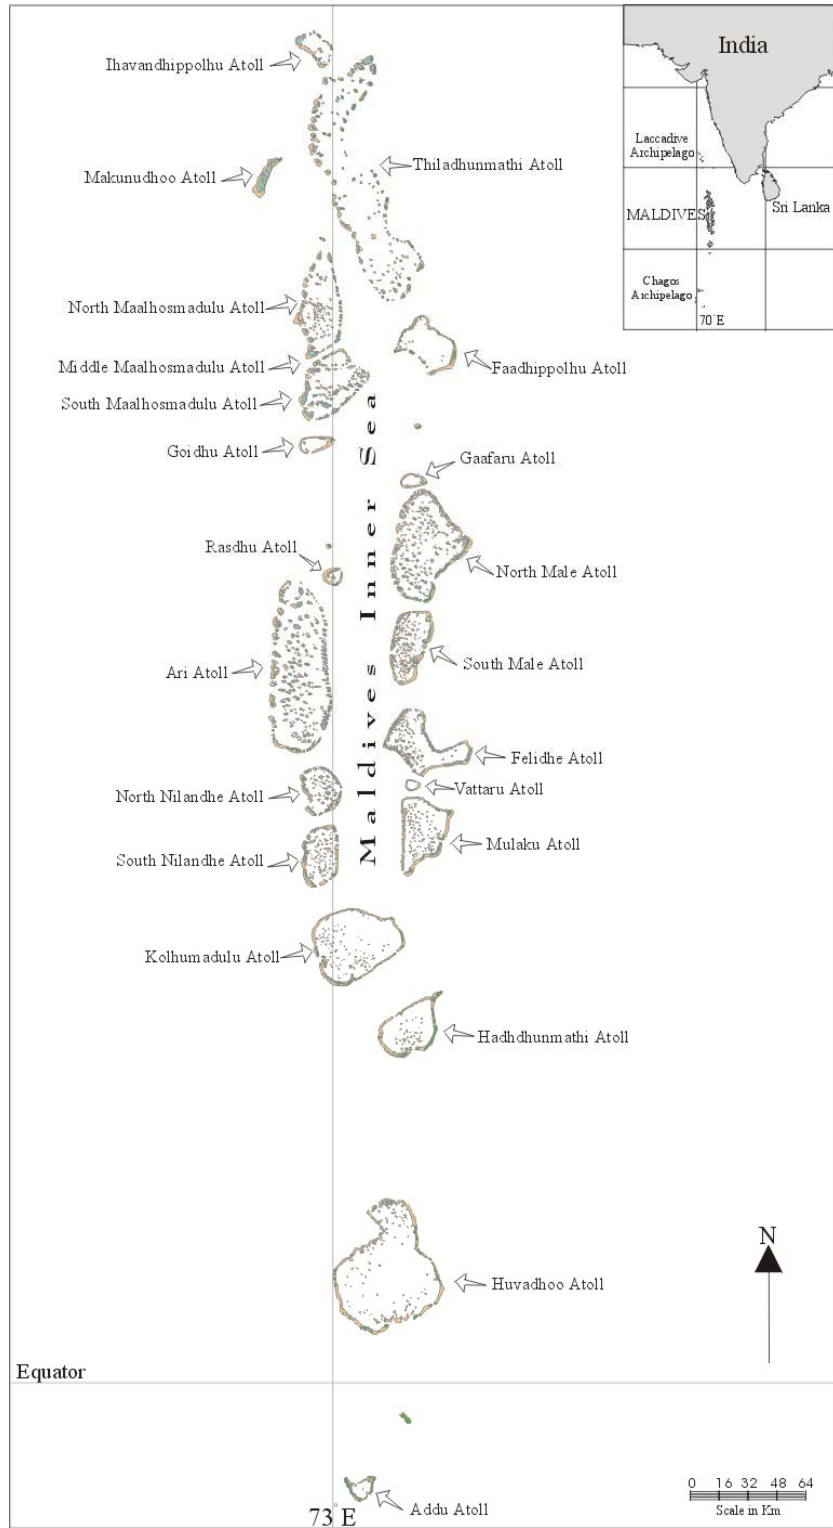 India
Ihavandhippolhu Atoll
Laccadive
Archipelago
Thiladhunmathi Atoll
Makunudhoo Atoll
Sri Lanka
MALDIVES
Chagos
Archipelago
70°E
North Maalhosmadulu Atoll
Middle Maalhosmadulu Atoll
Faadhippolhu Atoll
South Maalhosmadulu Atoll
Goidhu Atoll
Gaafaru Atoll
Rasdhu Atoll
North Male Atoll
Maldives Inner Sea
South Male Atoll
Ari Atoll
Felidhe Atoll
Vattaru Atoll
North Nilandhe Atoll
Mulaku Atoll
South Nilandhe Atoll
Kolhumadulu Atoll
Hadhdhunmathi Atoll
N
Huvadhoo Atoll
Equator
0 16 32 48 64
Scale in Km
Addu Atoll
73°E